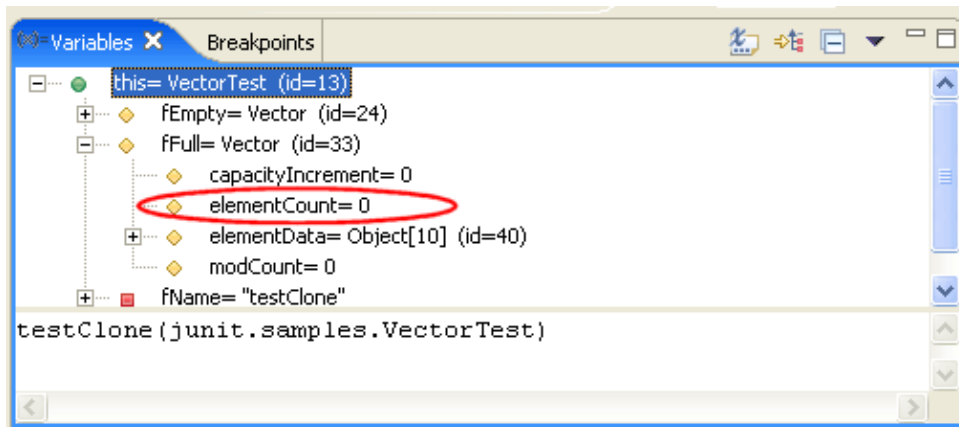 (x)= Variables Breakpoints
this= VectorTest (id=13)
fEmpty= Vector (id=24)
fFull= Vector (id=33)
capacityIncrement= 0
elementCount= 0
elementData= Object[10] (id=40)
modCount= 0
fName= "testClone"
testClone(junit.samples.VectorTest)